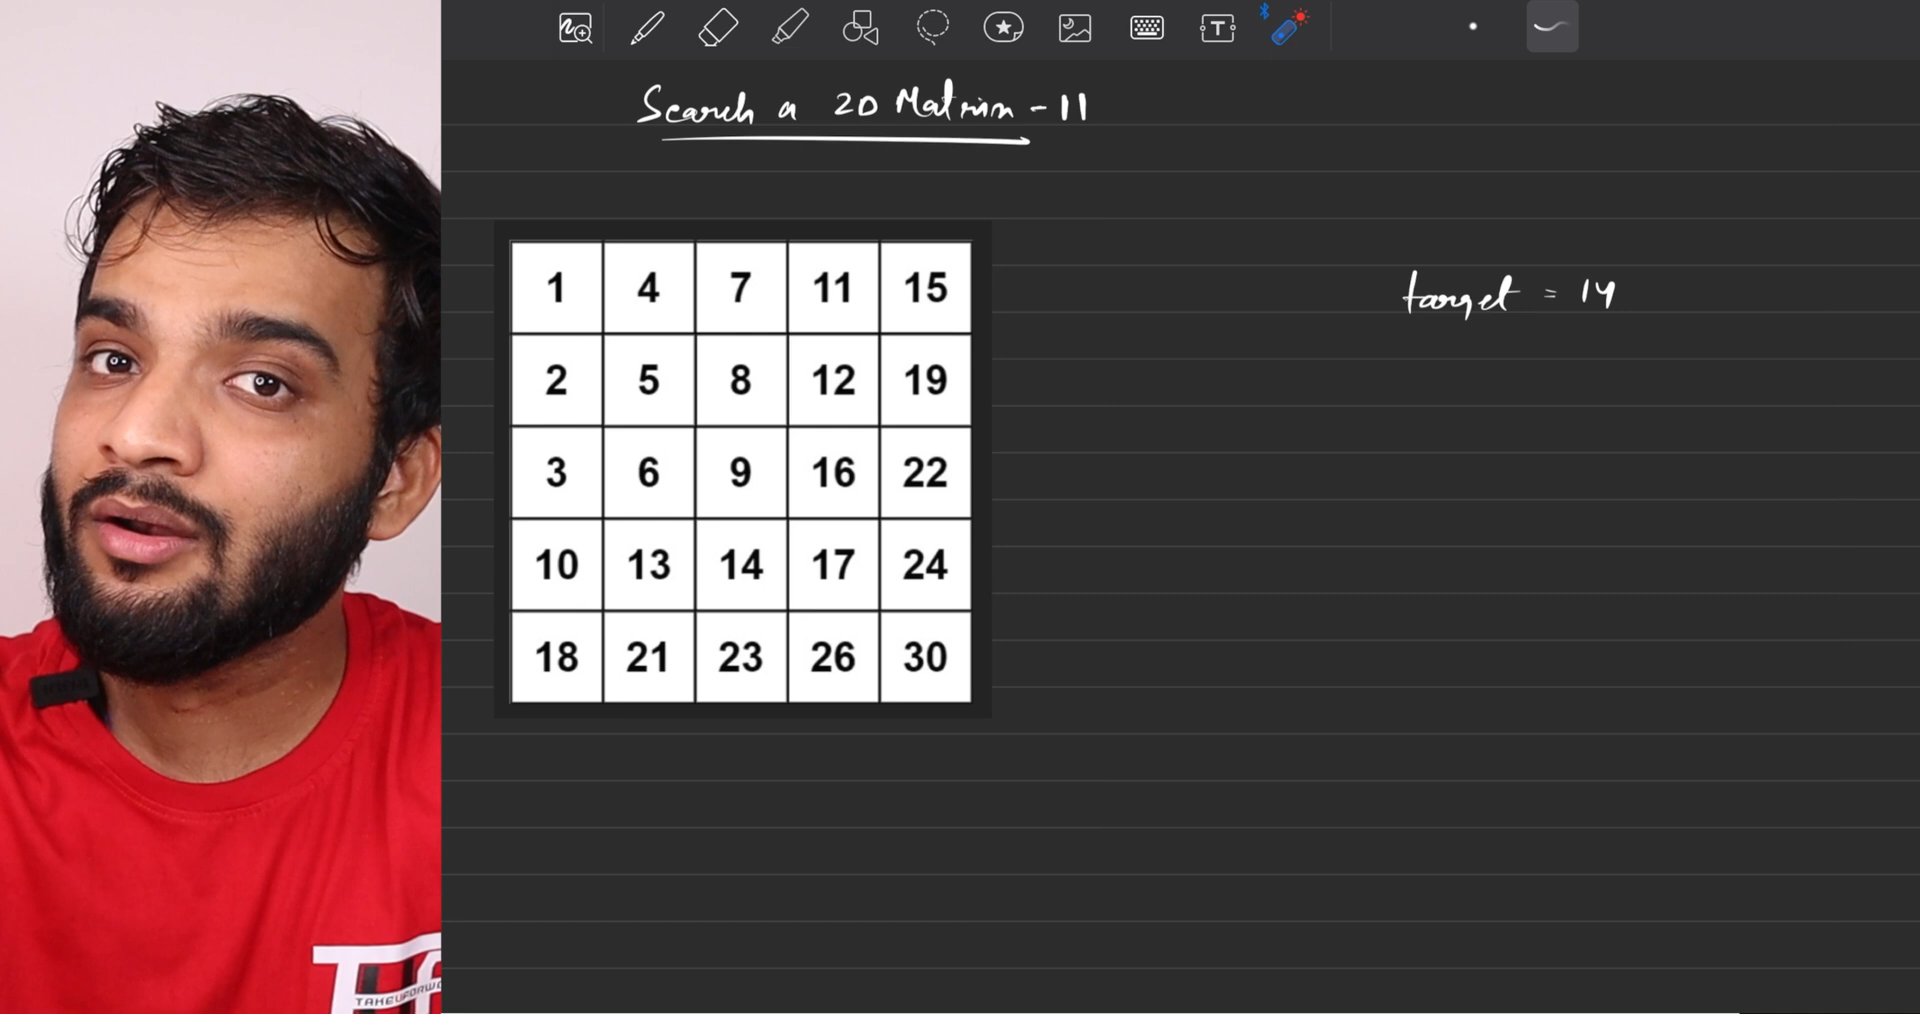 Search a 2D Matrix - II
target = 14
1 4 7 11 15
2 5 8 12 19
3 6 9 16 22
10 13 14 17 24
18 21 23 26 30
T
TAKEUFORWA